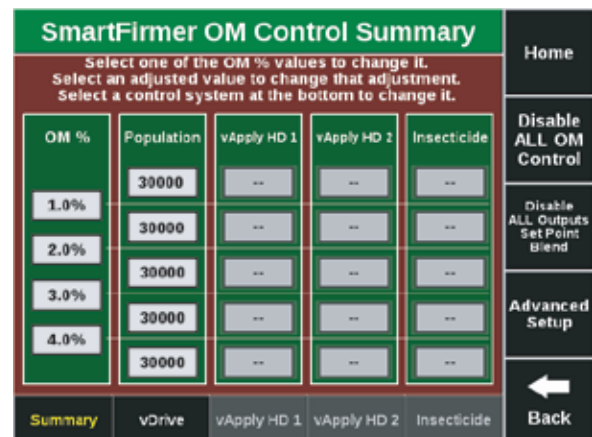 SmartFirmer OM Control Summary
Select one of the OM % values to change it.
Select an adjusted value to change that adjustment.
Select a control system at the bottom to change it.
OM % Population vApply HD 1 vApply HD 2 Insecticide
30000 -- -- --
1.0%
30000 -- -- --
2.0%
30000 -- -- --
3.0%
30000 -- -- --
4.0%
30000 -- -- --
Summary vDrive vApply HD 1 vApply HD 2 Insecticide
Home
Disable
ALL OM
Control
Disable
ALL Outputs
Set Point
Blend
Advanced
Setup
Back